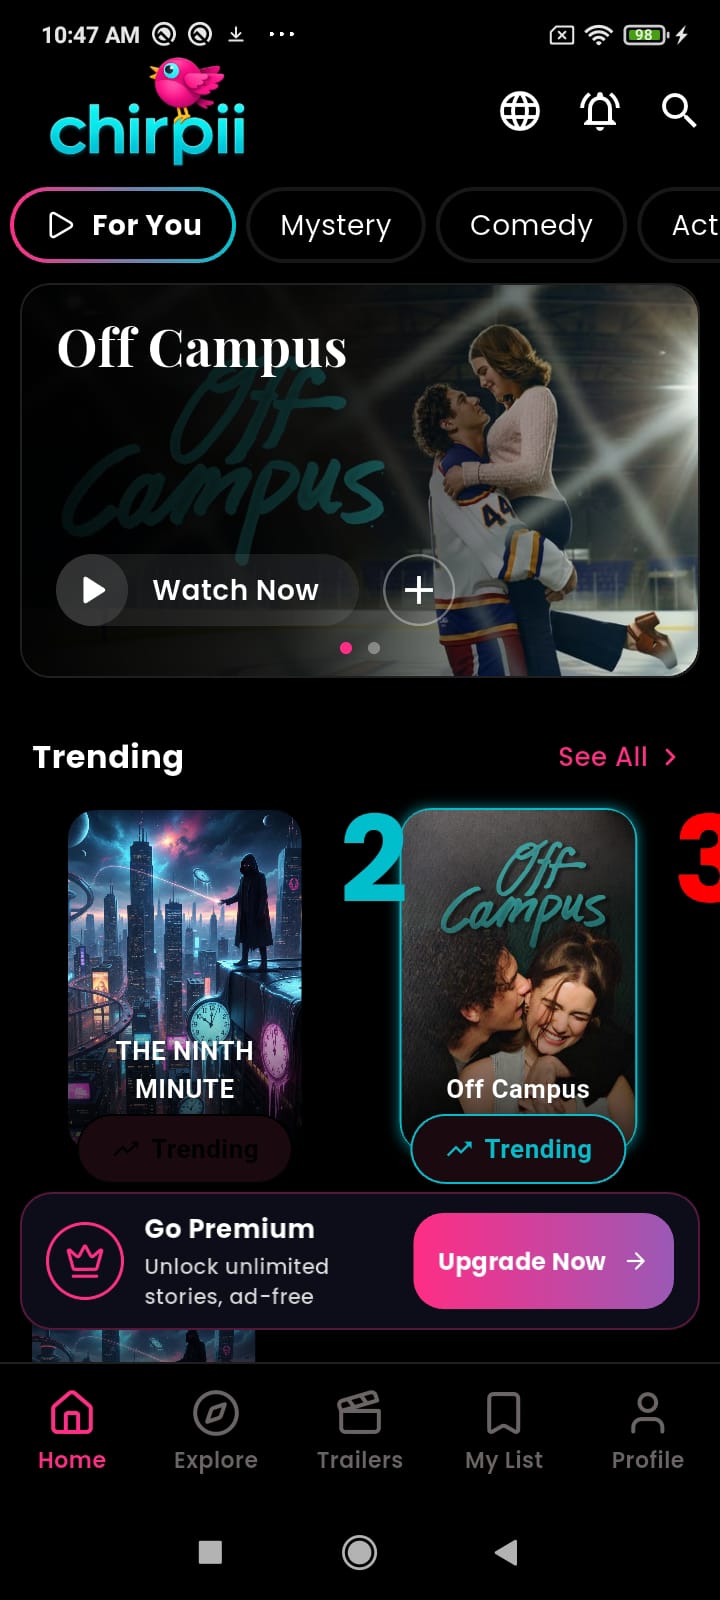 10:47 AM
98
chirpii
For You
Mystery
Comedy
Act
Off Campus
Off
Campus
44
Watch Now
Trending
See All
2
3
Off
Campus
THE NINTH
MINUTE
Off Campus
Trending
Trending
Go Premium
Unlock unlimited
stories, ad-free
Upgrade Now
Home
Explore
Trailers
My List
Profile